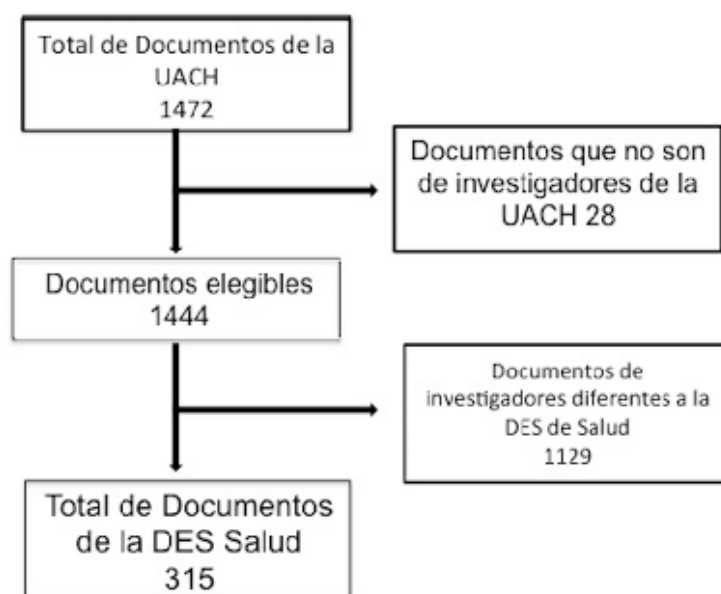 Total de Documentos de la
UACH
1472
Documentos que no son
de investigadores de la
UACH 28
Documentos elegibles
1444
Documentos de
investigadores diferentes a la
DES de Salud
1129
Total de Documentos
de la DES Salud
315